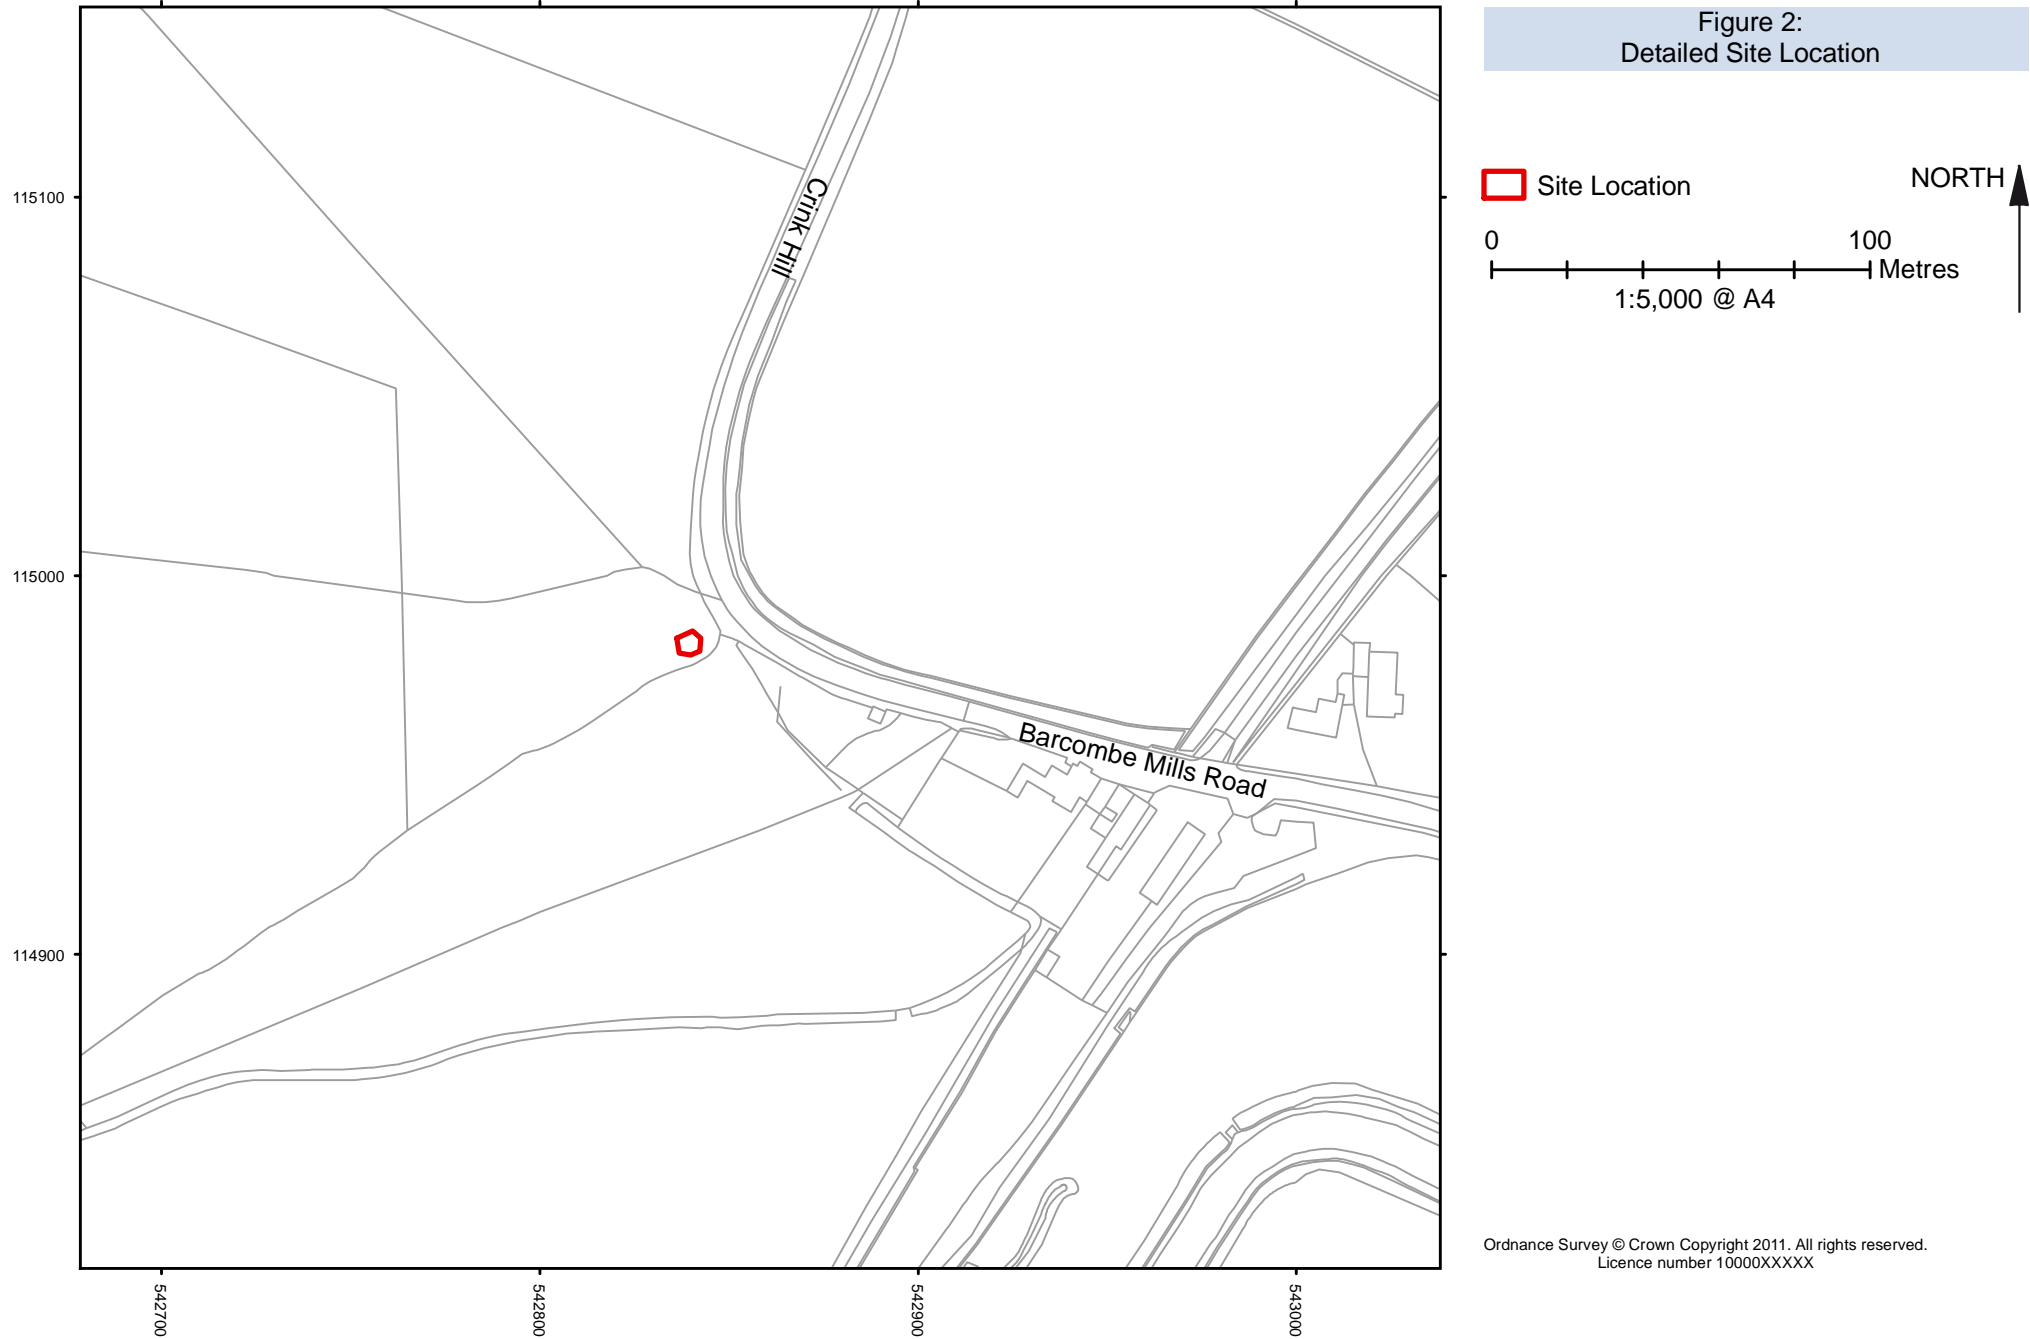 Figure 2:
Detailed Site Location
Site Location
NORTH
0 100
Metres
1:5,000 @ A4
115100
115000
114900
Crink Hill
Barcombe Mills Road
542700
542800
542900
543000
Ordnance Survey © Crown Copyright 2011. All rights reserved.
Licence number 10000XXXXX